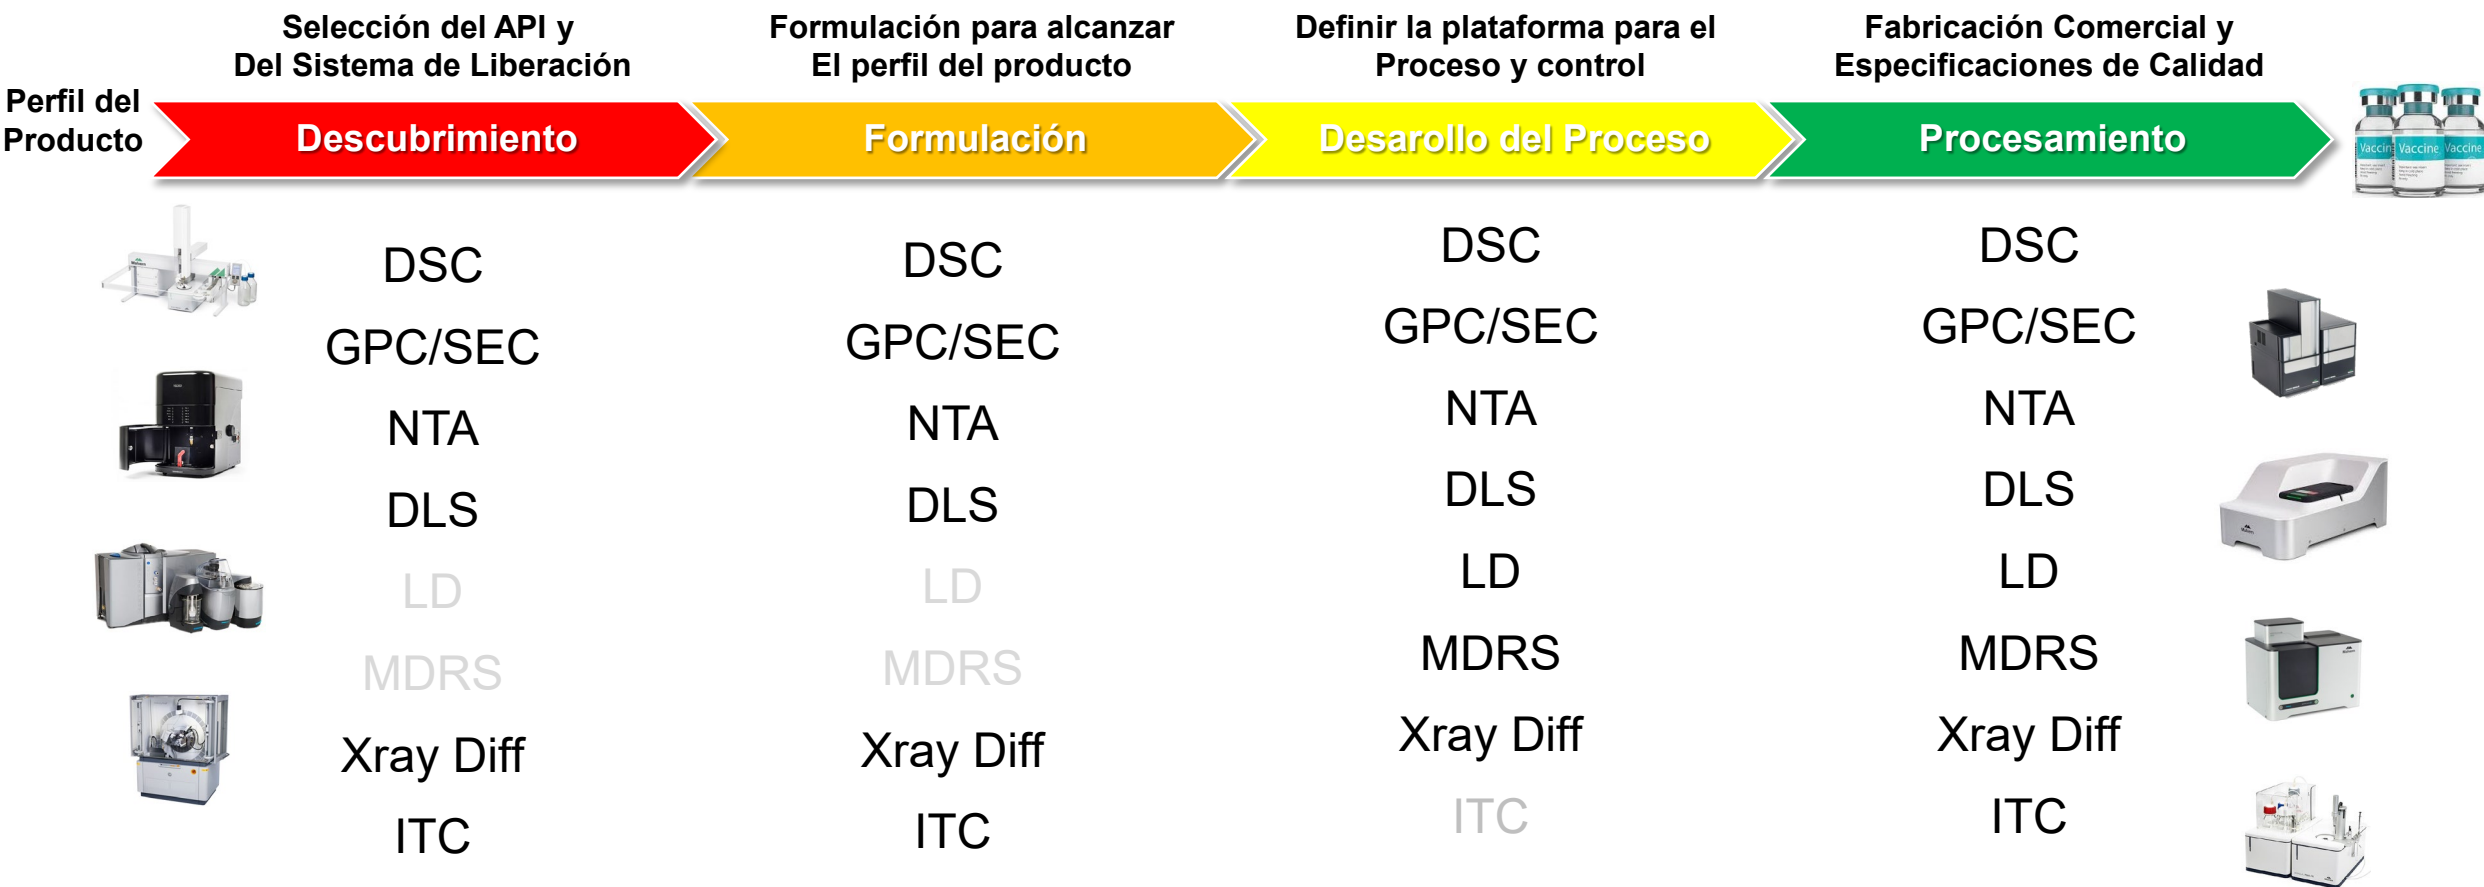 Selección del API y
Del Sistema de Liberación
Formulación para alcanzar
El perfil del producto
Definir la plataforma para el
Proceso y control
Fabricación Comercial y
Especificaciones de Calidad
Perfil del
Producto
Descubrimiento
Formulación
Desarollo del Proceso
Procesamiento
Vaccine Vaccine Vaccine
DSC
GPC/SEC
NTA
DLS
LD
MDRS
Xray Diff
ITC
DSC
GPC/SEC
NTA
DLS
LD
MDRS
Xray Diff
ITC
DSC
GPC/SEC
NTA
DLS
LD
MDRS
Xray Diff
ITC
DSC
GPC/SEC
NTA
DLS
LD
MDRS
Xray Diff
ITC